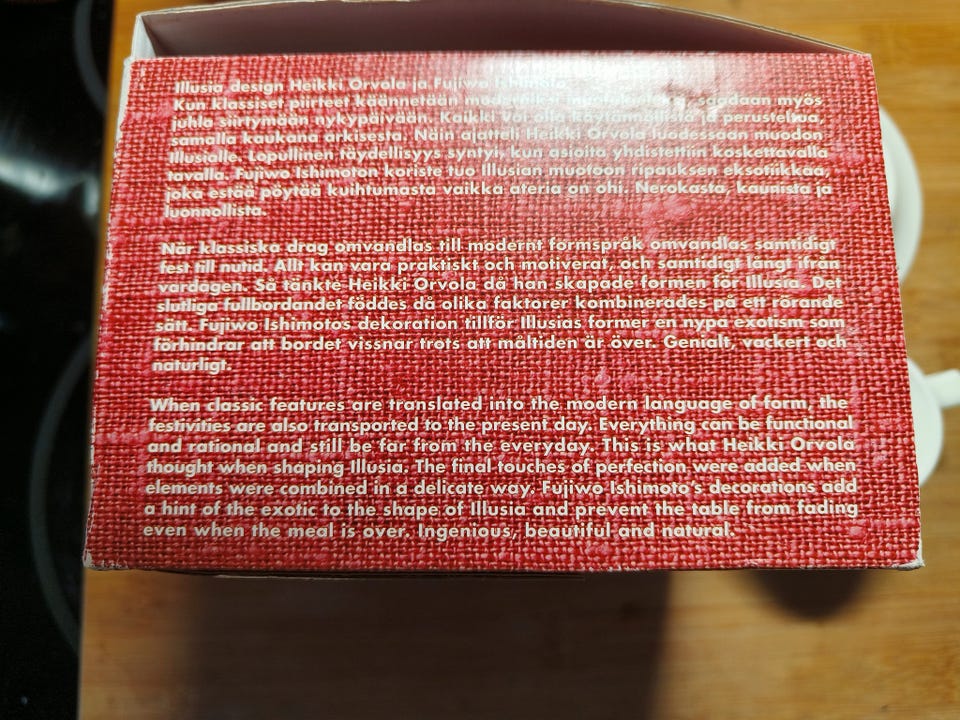 Illusia design Heikki Orvola ja Fujiwo
Kun klassiset piirteet käännetään saadaan myös
juhla siirtymään nykypäivään. Kaikki voi olla käytännöllistä ja perusteltua,
samalla kaukana arkisesta. Näin ajatteli Heikki Orvola luodessaan muodon
Illusialle. Lopullinen täydellisyys syntyi, kun asioita yhdistettiin koskettavalla
tavalla. Fujiwo Ishimoton koriste tuo Illusian muotoon ripauksen eksotiikkaa,
joka estää pöytää kuihtumasta vaikka ateria on ohi. Nerokasta, kaunista ja
luonnollista.
När klassiska drag omvandlas till modernt formspråk omvandlas samtidigt
fest till nutid. Allt kan vara praktiskt och motiverat, och samtidigt långt ifrån
vardagen. Så tänkte Heikki Orvola då han skapade formen för Illusia. Det
slutliga fullbordandet föddes då olika faktorer kombinerades på ett rörande
sätt. Fujiwo Ishimotos dekoration tillför Illusias former en nypa exotism som
förhindrar att bordet vissnar trots att måltiden är över. Genialt, vackert och
naturligt.
When classic features are translated into the modern language of form, the
festivities are also transported to the present day. Everything can be functional
and rational and still be far from the everyday. This is what Heikki Orvola
thought when shaping Illusia. The final touches of perfection were added when
elements were combined in a delicate way. Fujiwo Ishimoto's decorations add
a hint of the exotic to the shape of Illusia and prevent the table from fading
even when the meal is over. Ingenious, beautiful and natural.